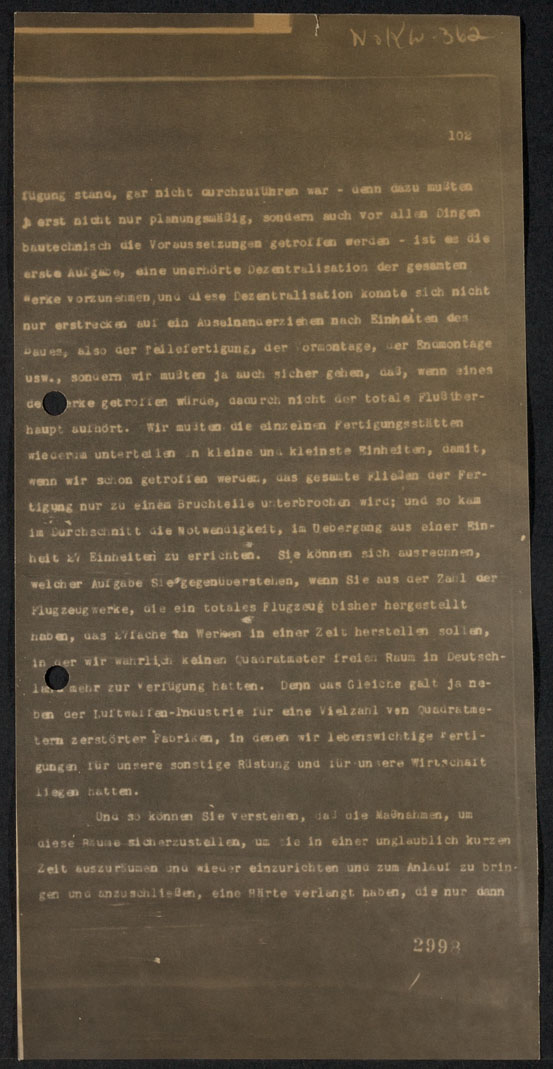 NOKW-362
102
fügung stand, gar nicht durchzuführen war - denn dazu mußten
ja erst nicht nur planungsmäßig, sondern auch vor allen Dingen
bautechnisch die Voraussetzungen getroffen werden - ist es die
erste Aufgabe, eine unerhörte Dezentralisation der gesamten
Werke vorzunehmen,und diese Dezentralisation konnte sich nicht
nur erstrecken auf ein Auseinanderziehen nach Einheiten des
Baues, also der Teilefertigung, der Vormontage, der Endmontage
usw., sondern wir mußten ja auch sicher gehen, daß, wenn eines
der Werke getroffen würde, dadurch nicht der totale Flußüber-
haupt aufhört. Wir mußten die einzelnen Fertigungsstätten
wiederum unterteilen in kleine und kleinste Einheiten, damit,
wenn wir schon getroffen werden, das gesamte Fließen der Fer-
tigung nur zu einem Bruchteile unterbrochen wird; und so kam
im Durchschnitt die Notwendigkeit, im Uebergang aus einer Ein-
heit 27 Einheiten zu errichten. Sie können sich ausrechnen,
welcher Aufgabe Sie gegenüberstehen, wenn Sie aus der Zahl der
Flugzeugwerke, die ein totales Flugzeug bisher hergestellt
haben, das 27fache an Werken in einer Zeit herstellen sollen,
in der wir wahrlich keinen Quadratmeter freien Raum in Deutsch-
land mehr zur Verfügung hatten. Denn das Gleiche galt ja ne-
ben der Luftwaffen-Industrie für eine Vielzahl von Quadratme-
tern zerstörter Fabriken, in denen wir lebenswichtige Ferti-
gungen für unsere sonstige Rüstung und für unsere Wirtschaft
liegen hatten.
Und so können Sie verstehen, daß die Maßnahmen, um
diese Räume sicherzustellen, um sie in einer unglaublich kurzen
Zeit auszuräumen und wieder einzurichten und zum Anlauf zu brin-
gen und anzuschließen, eine Härte verlangt haben, die nur dann
2998